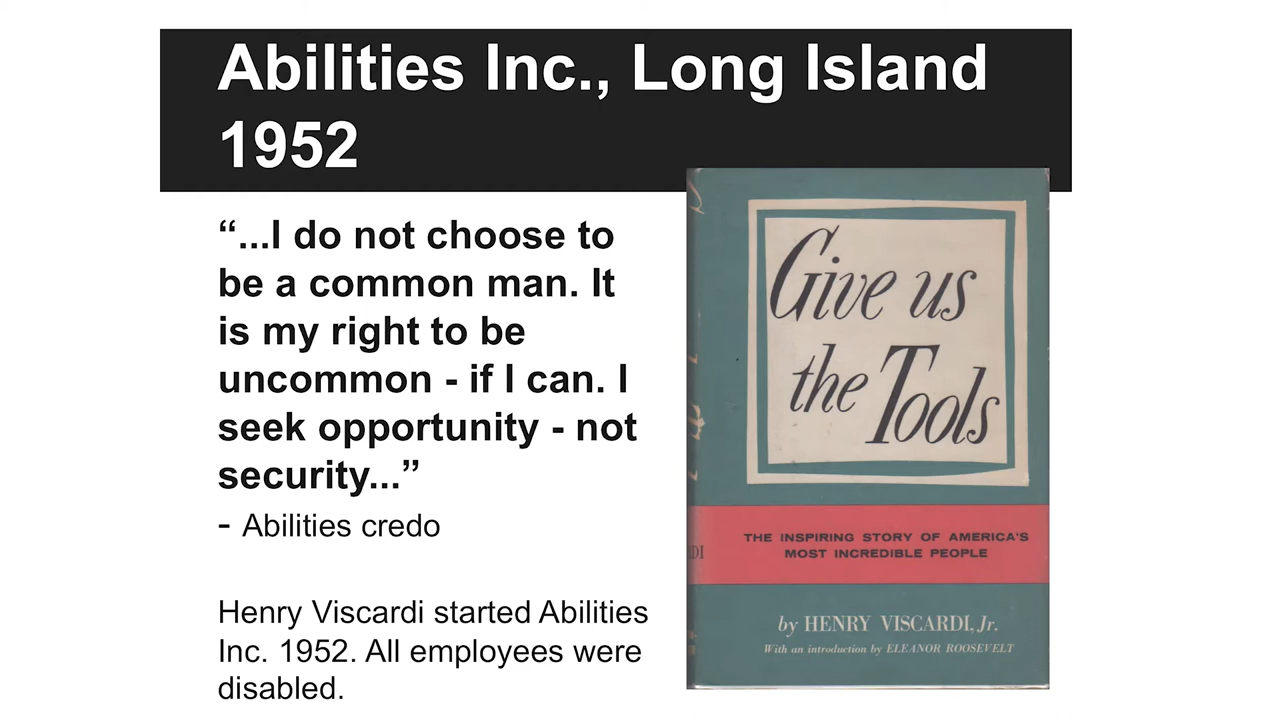 Abilities Inc., Long Island
1952
“...I do not choose to
be a common man. It
is my right to be
uncommon - if I can. I
seek opportunity - not
security...”
- Abilities credo
Henry Viscardi started Abilities
Inc. 1952. All employees were
disabled.
Give us
the Tools
THE INSPIRING STORY OF AMERICA'S
MOST INCREDIBLE PEOPLE
by HENRY VISCARDI, Jr.
With an introduction by ELEANOR ROOSEVELT